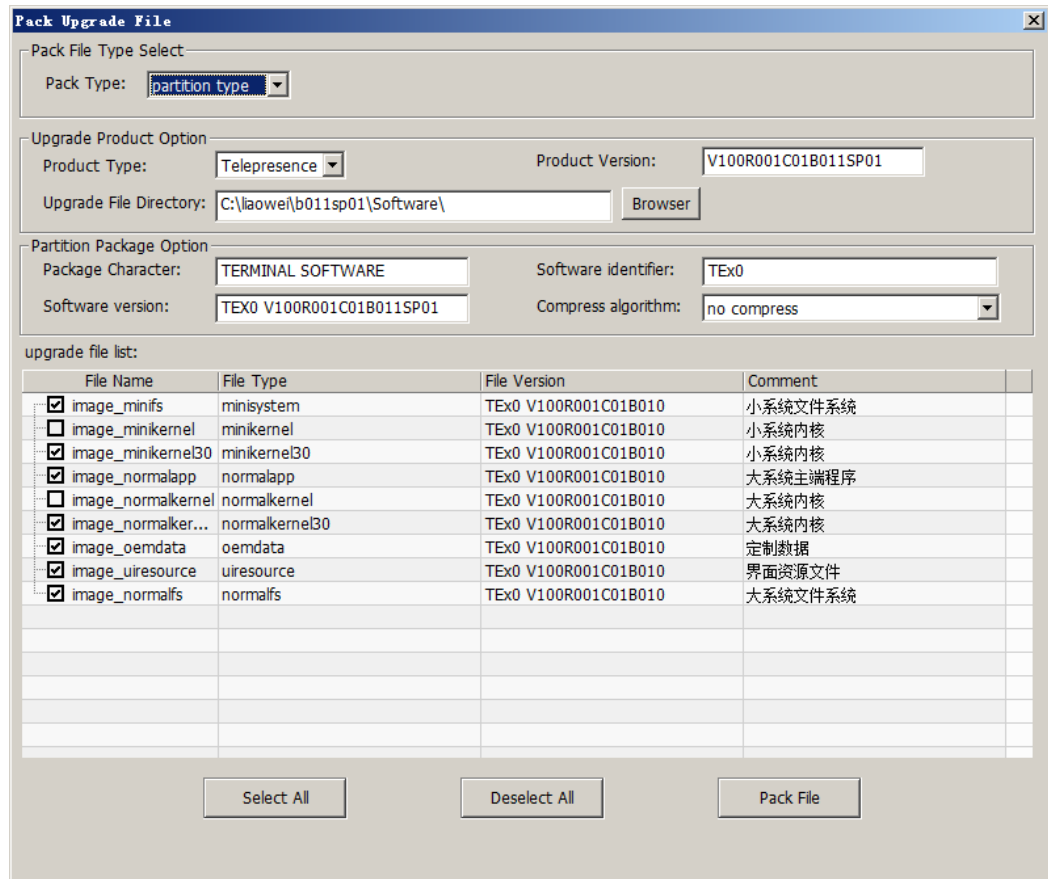 Pack Upgrade File
Pack File Type Select
Pack Type: partition type
Upgrade Product Option
Product Type: Telepresence Product Version: V100R001C01B011SP01
Upgrade File Directory: C:\liaowei\b011sp01\Software\ Browser
Partition Package Option
Package Character: TERMINAL SOFTWARE Software identifier: TEx0
Software version: TEX0 V100R001C01B011SP01 Compress algorithm: no compress
upgrade file list:
File Name File Type File Version Comment
image_minifs minisystem TEx0 V100R001C01B010 小系统文件系统
image_minikernel minikernel TEx0 V100R001C01B010 小系统内核
image_minikernel30 minikernel30 TEx0 V100R001C01B010 小系统内核
image_normalapp normalapp TEx0 V100R001C01B010 大系统主端程序
image_normalkernel normalkernel TEx0 V100R001C01B010 大系统内核
image_normalker... normalkernel30 TEx0 V100R001C01B010 大系统内核
image_oemdata oemdata TEx0 V100R001C01B010 定制数据
image_uiresource uiresource TEx0 V100R001C01B010 界面资源文件
image_normalfs normalfs TEx0 V100R001C01B010 大系统文件系统
Select All Deselect All Pack File